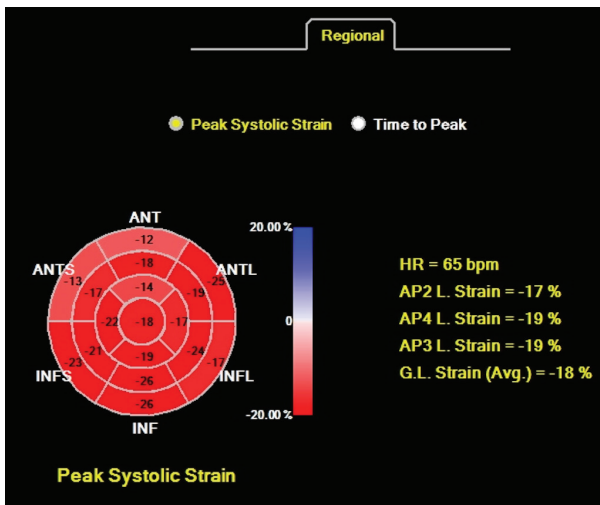 Regional
Peak Systolic Strain Time to Peak
ANT
20.00 %
-12
ANTS -18 ANTL
-13 -25
-14
-17 -19
HR = 65 bpm
AP2 L. Strain = -17 %
AP4 L. Strain = -19 %
AP3 L. Strain = -19 %
G.L. Strain (Avg.) = -18 %
-22 -18 -17
0
-21 -19 -24
-23 -17
INFS -26 INFL
-26
-20.00 %
INF
Peak Systolic Strain